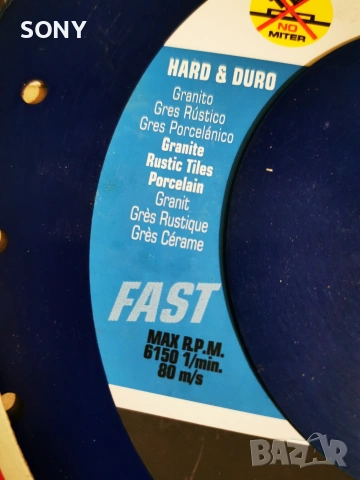 SONY
NO
MITER
HARD & DURO
Granito
Gres Rústico
Gres Porcelánico
Granite
Rustic Tiles
Porcelain
Granit
Grès Rustique
Grès Cérame
FAST
MAX R.P.M.
6150 1/min.
80 m/s
BAZAR